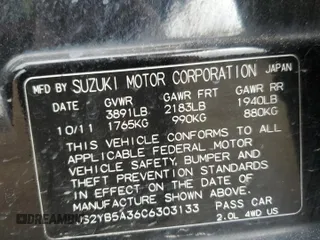 MFD BY SUZUKI MOTOR CORPORATION JAPAN
DATE GVWR GAWR FRT GAWR RR
3891LB 2183LB 1940LB
10/11 1765KG 990KG 880KG
THIS VEHICLE CONFORMS TO ALL
APPLICABLE FEDERAL MOTOR
VEHICLE SAFETY, BUMPER AND
THEFT PREVENTION STANDARDS
IN EFFECT ON THE DATE OF
MANUFACTURE SHOWN ABOVE.
S2YB5A36C6303133 PASS CAR
2.0L 4WD US